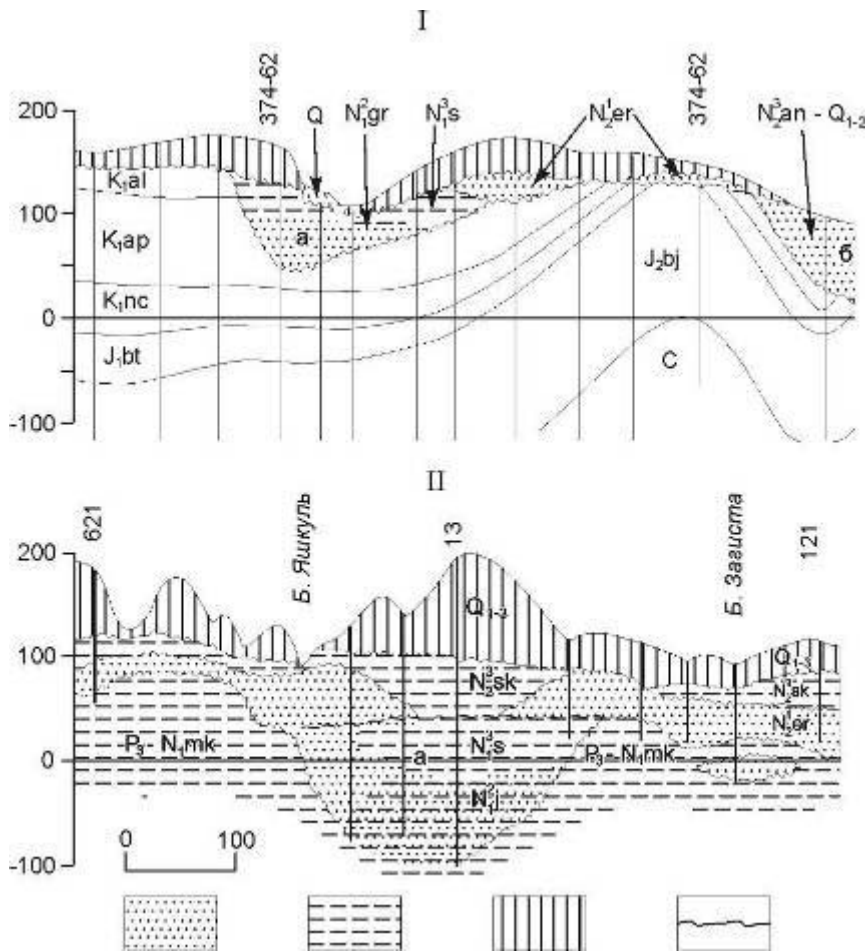 I
374-62 Q N₁²gr N₁³s N₂¹er 374-62 N₂³an - Q₁₋₂
200
K₁al
100
а
б
K₁ap
J₂bj
K₁nc
0
J₁bt
C
-100
II
621 Б. Яшкуль 13 Б. Загиста 121
200
Q₁₋₃
100
Q₁₋₃
N₂³sk
N₂³sk
N₂¹er
P₃ - N₁mk а N₁³s P₃ - N₁mk
0
N₁²j
0 100
-100